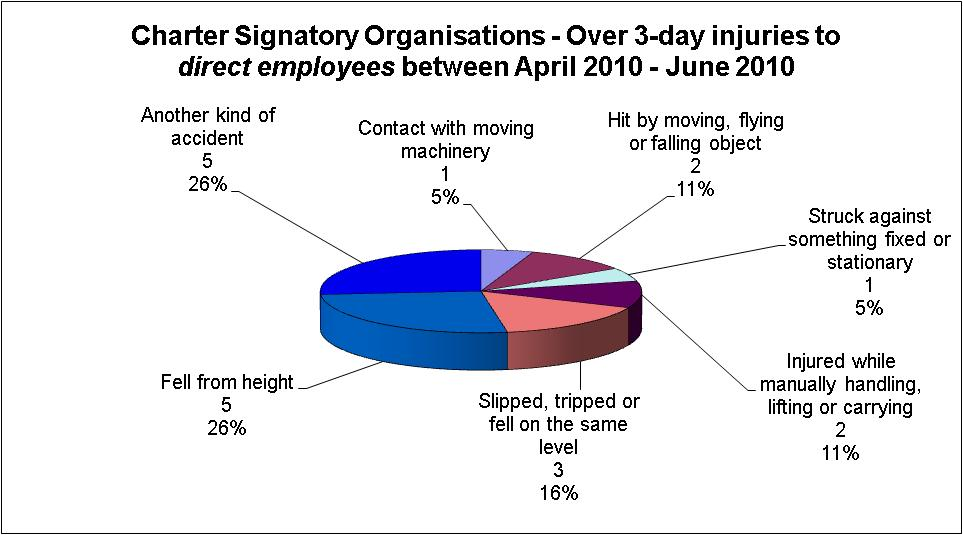 Charter Signatory Organisations - Over 3-day injuries to
direct employees between April 2010 - June 2010
Another kind of
accident
5
26%
Contact with moving
machinery
1
5%
Hit by moving, flying
or falling object
2
11%
Struck against
something fixed or
stationary
1
5%
Injured while
manually handling,
lifting or carrying
2
11%
Slipped, tripped or
fell on the same
level
3
16%
Fell from height
5
26%